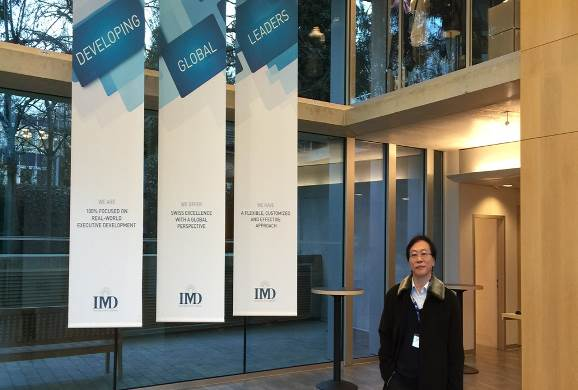 DEVELOPING
WE ARE
100% FOCUSED ON
REAL-WORLD
EXECUTIVE DEVELOPMENT
IMD
GLOBAL
WE OFFER
SWISS EXCELLENCE
WITH A GLOBAL
PERSPECTIVE
IMD
LEADERS
WE HAVE
A FLEXIBLE, CUSTOMIZED
AND EFFECTIVE
APPROACH
IMD